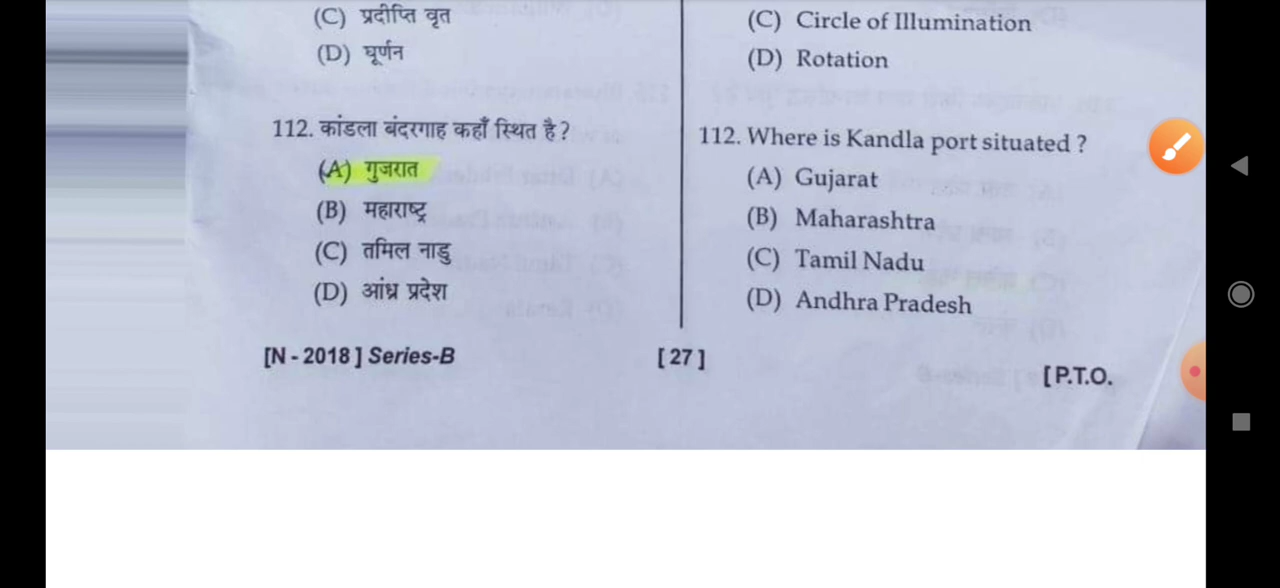 (C) प्रदीप्ति वृत
(D) घूर्णन
112. कांडला बंदरगाह कहाँ स्थित है ?
(A) गुजरात
(B) महाराष्ट्र
(C) तमिल नाडु
(D) आंध्र प्रदेश
(C) Circle of Illumination
(D) Rotation
112. Where is Kandla port situated ?
(A) Gujarat
(B) Maharashtra
(C) Tamil Nadu
(D) Andhra Pradesh
[N - 2018 ] Series-B
[ 27 ]
[ P.T.O.